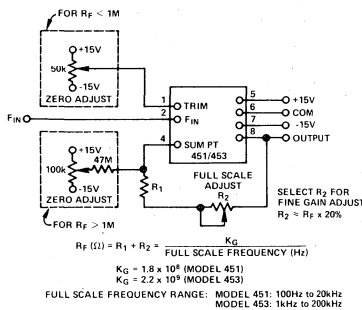 FOR RF < 1M
+15V
50k
-15V
ZERO ADJUST
1 TRIM
FIN
2 FIN
4 SUM PT
451/453
5 +15V
6 COM
7 -15V
8 OUTPUT
+15V
47M
100k
-15V
ZERO ADJUST
FOR RF > 1M
R1
FULL SCALE
ADJUST
R2
SELECT R2 FOR
FINE GAIN ADJUST
R2 ≈ RF x 20%
RF (Ω) = R1 + R2 = KG / FULL SCALE FREQUENCY (Hz)
KG = 1.8 x 10⁸ (MODEL 451)
KG = 2.2 x 10⁹ (MODEL 453)
FULL SCALE FREQUENCY RANGE: MODEL 451: 100Hz to 20kHz
MODEL 453: 1kHz to 200kHz